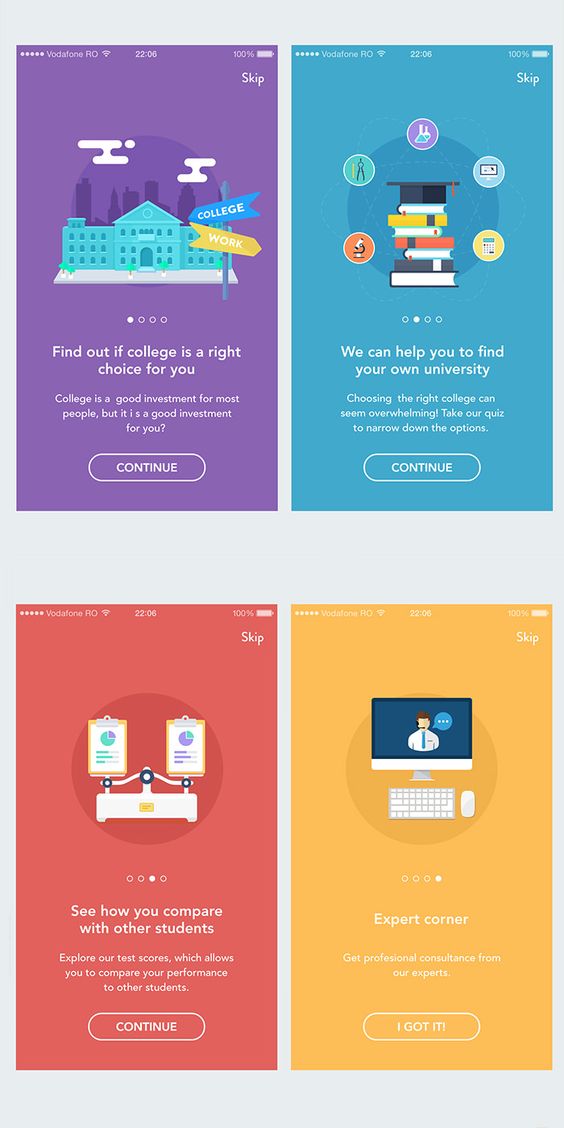 Vodafone RO 22:06 100%
Skip
COLLEGE
WORK
Find out if college is a right
choice for you
College is a good investment for most
people, but it i s a good investment
for you?
CONTINUE
Vodafone RO 22:06 100%
Skip
We can help you to find
your own university
Choosing the right college can
seem overwhelming! Take our quiz
to narrow down the options.
CONTINUE
Vodafone RO 22:06 100%
Skip
See how you compare
with other students
Explore our test scores, which allows
you to compare your performance
to other students.
CONTINUE
Vodafone RO 22:06 100%
Skip
Expert corner
Get profesional consultance from
our experts.
I GOT IT!